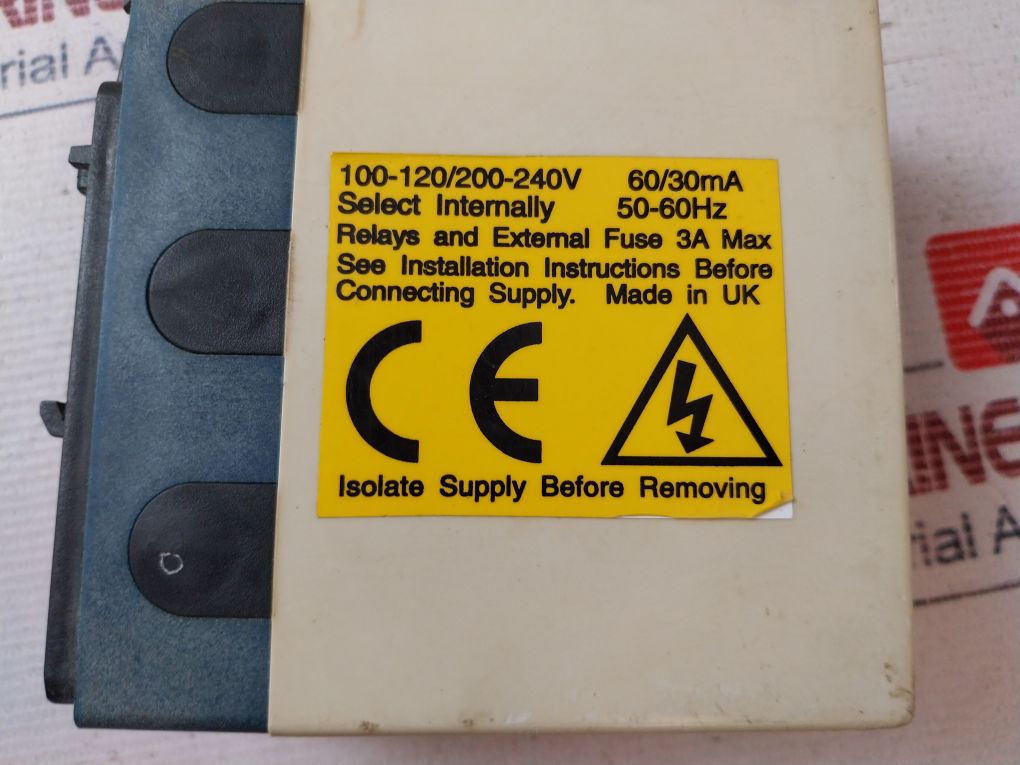 100-120/200-240V 60/30mA
Select Internally 50-60Hz
Relays and External Fuse 3A Max
See Installation Instructions Before
Connecting Supply. Made in UK
CE
Isolate Supply Before Removing
rial A